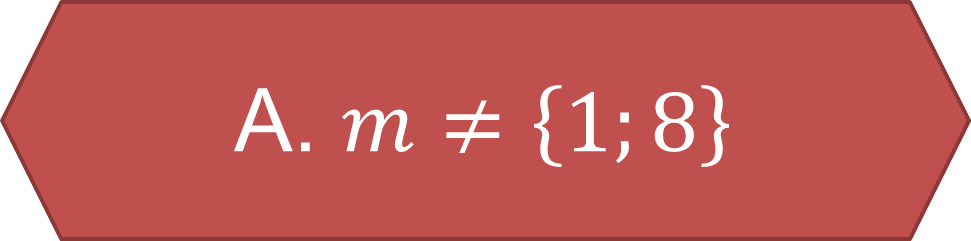 A. m ≠ {1; 8}